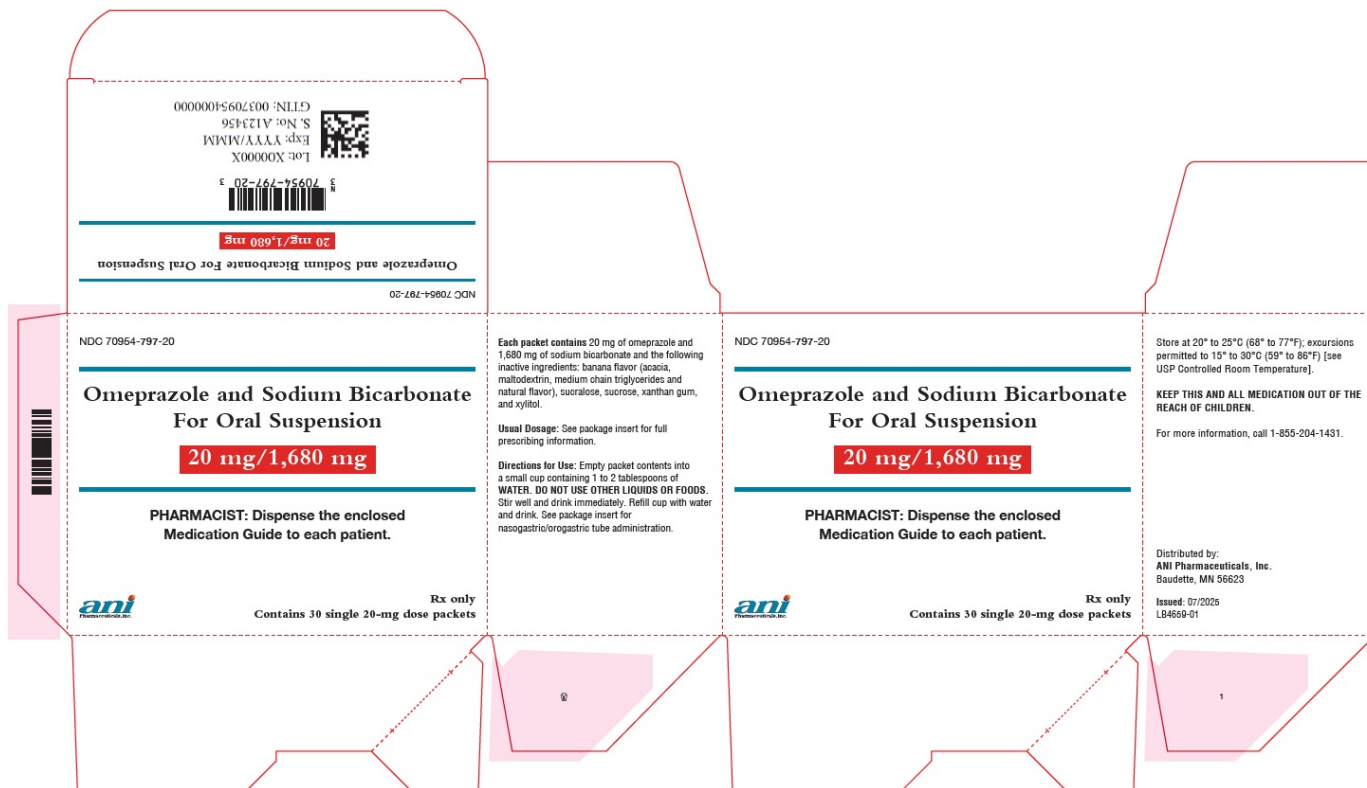 GTIN: 00370954000000
S. No: A123456
Exp: YYYY/MMM
Lot: X00000X
N
3 70954-797-20 3
20 mg/1,680 mg
Omeprazole and Sodium Bicarbonate For Oral Suspension
NDC 70954-797-20
NDC 70954-797-20
Omeprazole and Sodium Bicarbonate
For Oral Suspension
20 mg/1,680 mg
PHARMACIST: Dispense the enclosed
Medication Guide to each patient.
ani
Pharmaceuticals, Inc.
Rx only
Contains 30 single 20-mg dose packets
Each packet contains 20 mg of omeprazole and
1,680 mg of sodium bicarbonate and the following
inactive ingredients: banana flavor (acacia,
maltodextrin, medium chain triglycerides and
natural flavor), sucralose, sucrose, xanthan gum,
and xylitol.
Usual Dosage: See package insert for full
prescribing information.
Directions for Use: Empty packet contents into
a small cup containing 1 to 2 tablespoons of
WATER. DO NOT USE OTHER LIQUIDS OR FOODS.
Stir well and drink immediately. Refill cup with water
and drink. See package insert for
nasogastric/orogastric tube administration.
NDC 70954-797-20
Omeprazole and Sodium Bicarbonate
For Oral Suspension
20 mg/1,680 mg
PHARMACIST: Dispense the enclosed
Medication Guide to each patient.
ani
Pharmaceuticals, Inc.
Rx only
Contains 30 single 20-mg dose packets
Store at 20° to 25°C (68° to 77°F); excursions
permitted to 15° to 30°C (59° to 86°F) [see
USP Controlled Room Temperature].
KEEP THIS AND ALL MEDICATION OUT OF THE
REACH OF CHILDREN.
For more information, call 1-855-204-1431.
Distributed by:
ANI Pharmaceuticals, Inc.
Baudette, MN 56623
Issued: 07/2025
LB4659-01
1